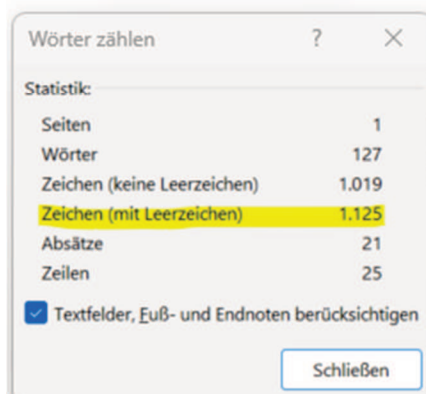 Wörter zählen ? ×
Statistik:
Seiten 1
Wörter 127
Zeichen (keine Leerzeichen) 1.019
Zeichen (mit Leerzeichen) 1.125
Absätze 21
Zeilen 25
Textfelder, Fuß- und Endnoten berücksichtigen
Schließen